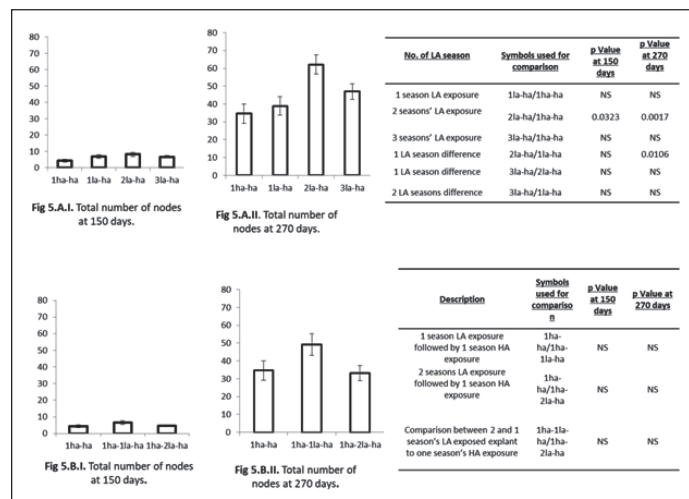 80
70
60
50
40
30
20
10
0
1ha-ha 1la-ha 2la-ha 3la-ha
Fig 5.A.I. Total number of nodes
at 150 days.
80
70
60
50
40
30
20
10
0
1ha-ha 1la-ha 2la-ha 3la-ha
Fig 5.A.II. Total number of
nodes at 270 days.
No. of LA season Symbols used for comparison p Value at 150 days p Value at 270 days
1 season LA exposure 1la-ha/1ha-ha NS NS
2 seasons' LA exposure 2la-ha/1ha-ha 0.0323 0.0017
3 seasons' LA exposure 3la-ha/1ha-ha NS NS
1 LA season difference 2la-ha/1la-ha NS 0.0106
1 LA season difference 3la-ha/2la-ha NS NS
2 LA seasons difference 3la-ha/1la-ha NS NS
80
70
60
50
40
30
20
10
0
1ha-ha 1ha-1la-ha 1ha-2la-ha
Fig 5.B.I. Total number of nodes
at 150 days.
80
70
60
50
40
30
20
10
0
1ha-ha 1ha-1la-ha 1ha-2la-ha
Fig 5.B.II. Total number of
nodes at 270 days.
Description Symbols used for compariso n p Value at 150 days p Value at 270 days
1 season LA exposure followed by 1 season HA exposure 1ha-ha/1ha-1la-ha NS NS
2 seasons LA exposure followed by 1 season HA exposure 1ha-ha/1ha-2la-ha NS NS
Comparison between 2 and 1 season's LA exposed explant to one season's HA exposure 1ha-1la-ha/1ha-2la-ha NS NS